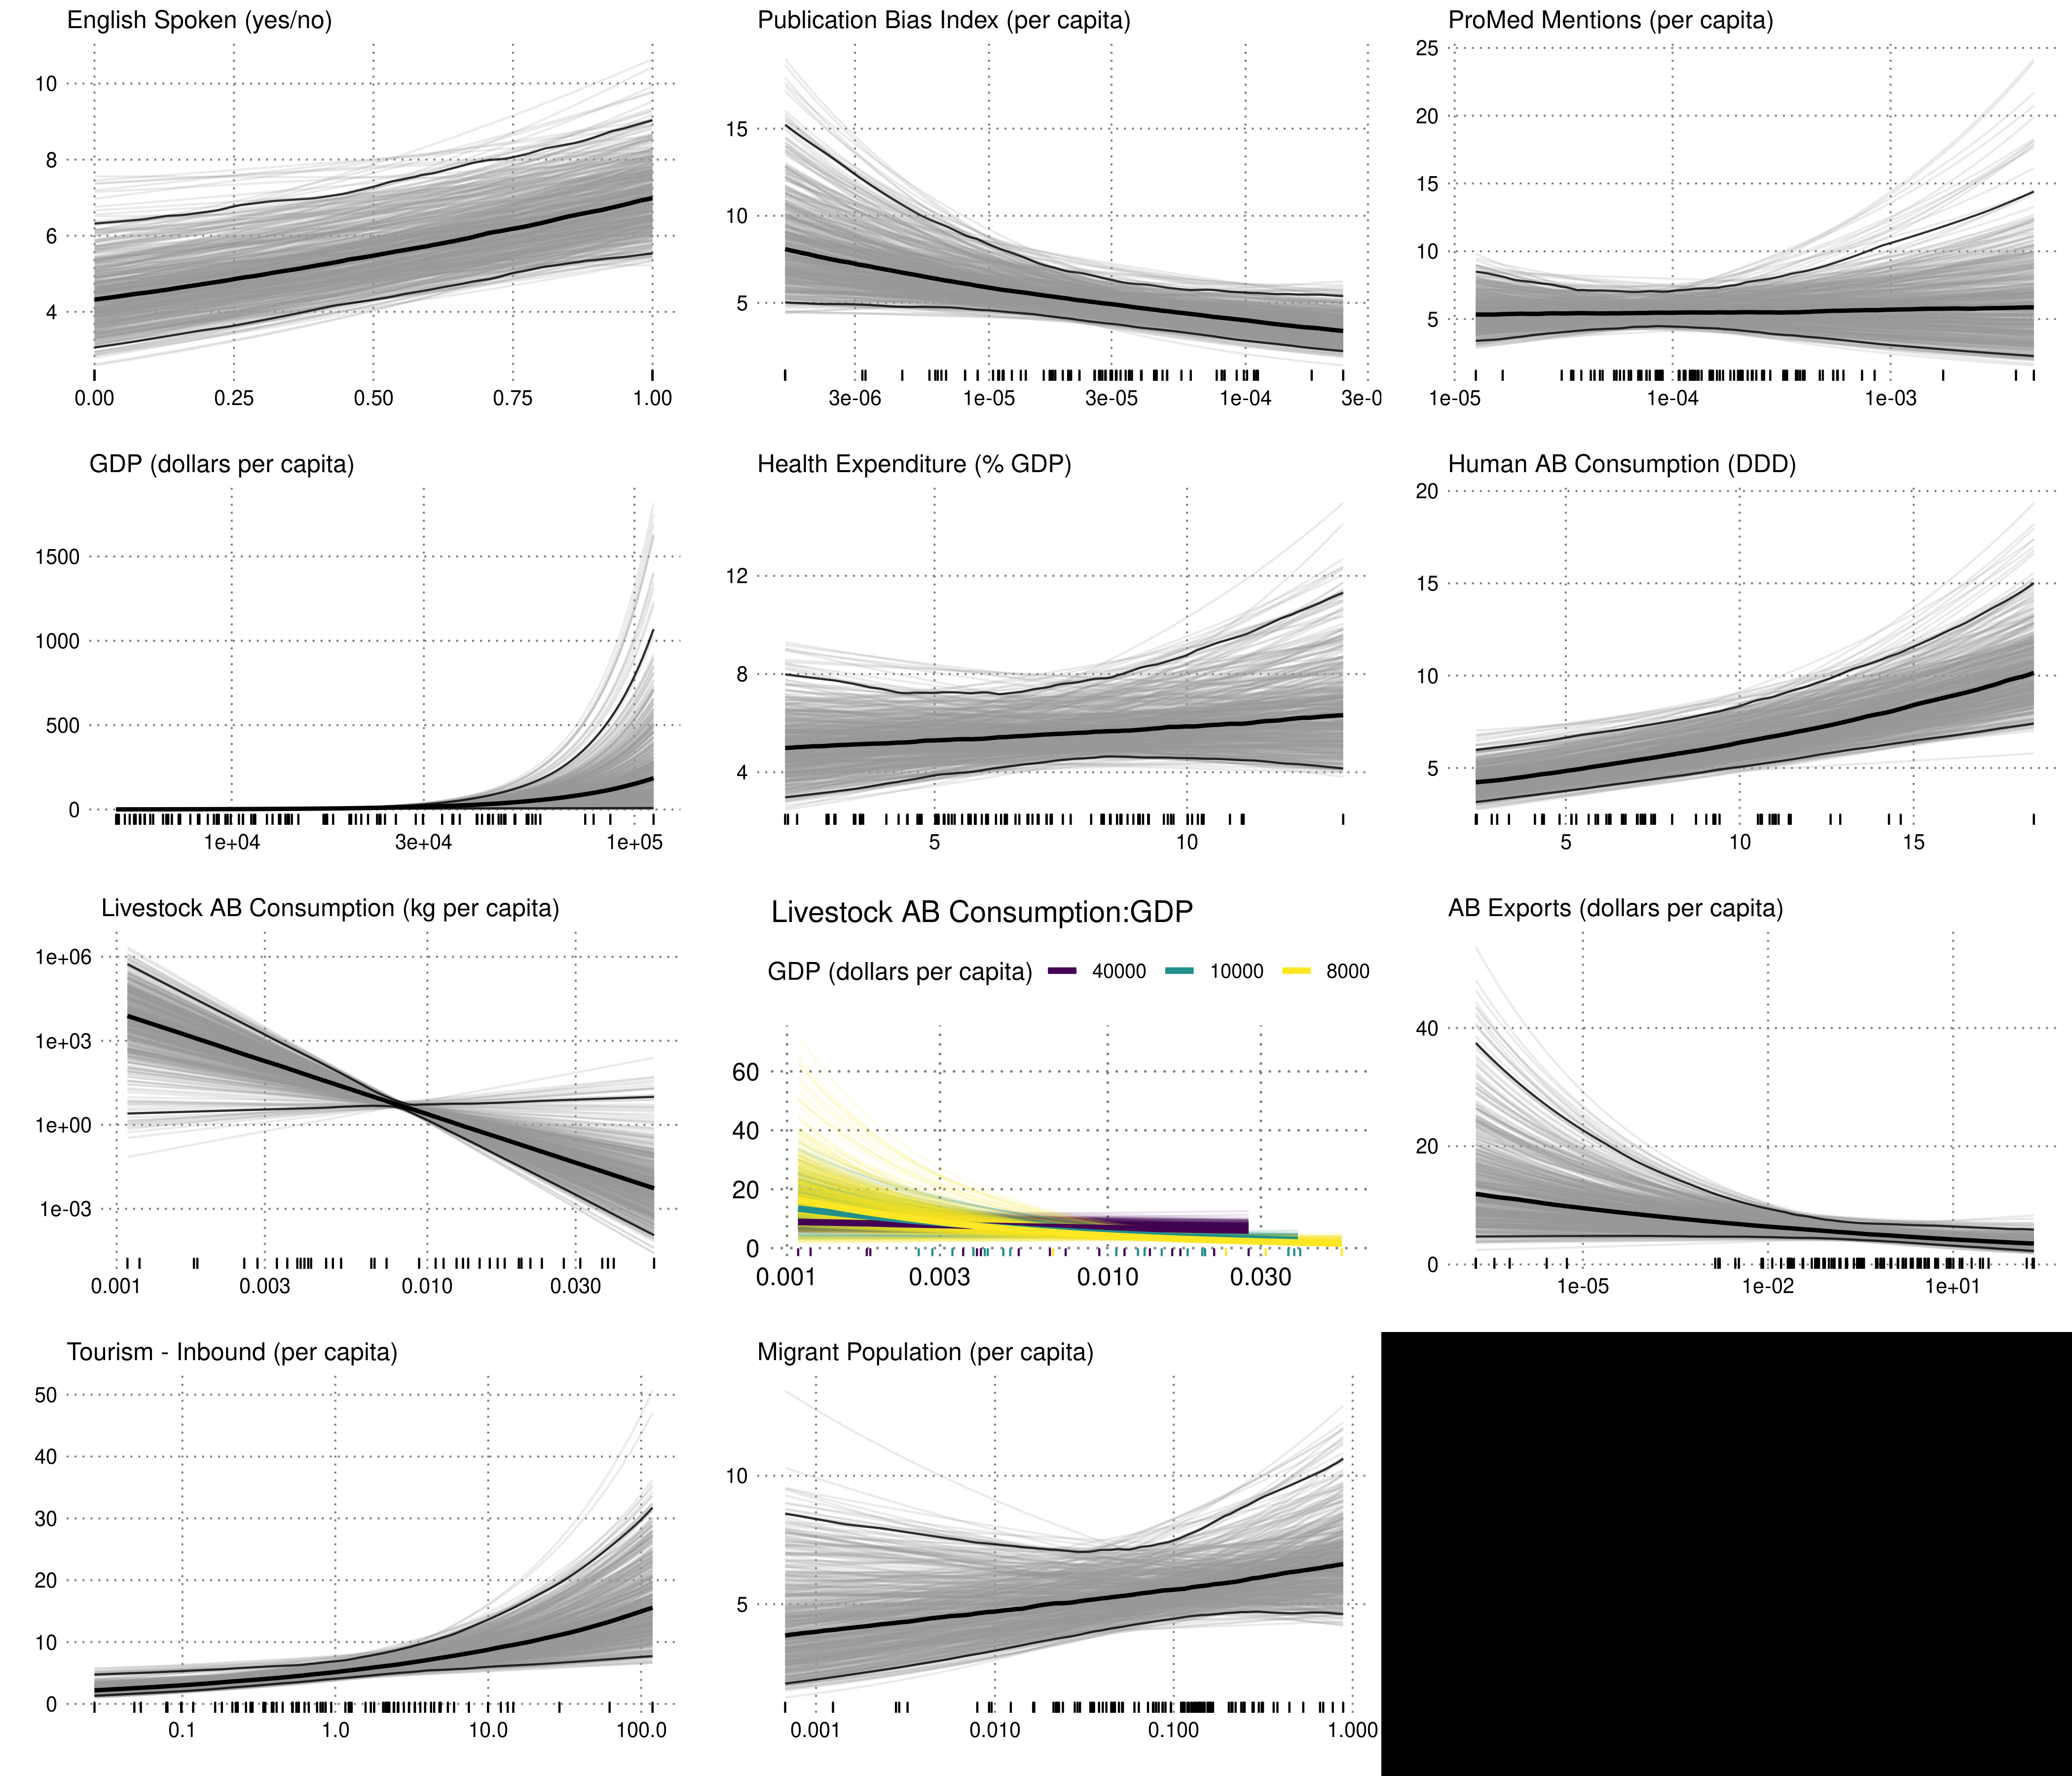 English Spoken (yes/no)
10
8
6
4
0.00 0.25 0.50 0.75 1.00
Publication Bias Index (per capita)
15
10
5
3e-06 1e-05 3e-05 1e-04 3e-0
ProMed Mentions (per capita)
25
20
15
10
5
1e-05 1e-04 1e-03
GDP (dollars per capita)
1500
1000
500
0
1e+04 3e+04 1e+05
Health Expenditure (% GDP)
12
8
4
5 10
Human AB Consumption (DDD)
20
15
10
5
5 10 15
Livestock AB Consumption (kg per capita)
1e+06
1e+03
1e+00
1e-03
0.001 0.003 0.010 0.030
Livestock AB Consumption:GDP
GDP (dollars per capita) 40000 10000 8000
60
40
20
0
0.001 0.003 0.010 0.030
AB Exports (dollars per capita)
40
20
0
1e-05 1e-02 1e+01
Tourism - Inbound (per capita)
50
40
30
20
10
0
0.1 1.0 10.0 100.0
Migrant Population (per capita)
10
5
0.001 0.010 0.100 1.000